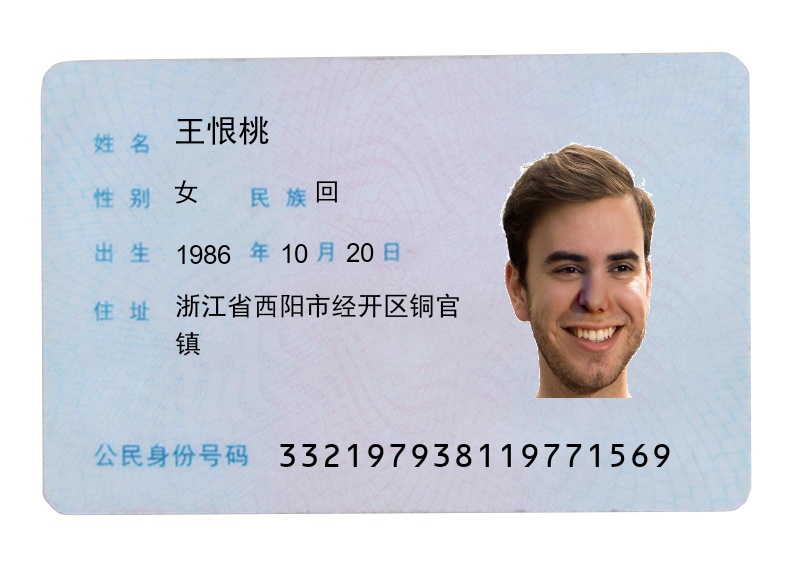 姓名 王恨桃
性别 女 民族 回
出生 1986 年 10 月 20 日
住址 浙江省酉阳市经开区铜官
镇
公民身份号码 332197938119771569